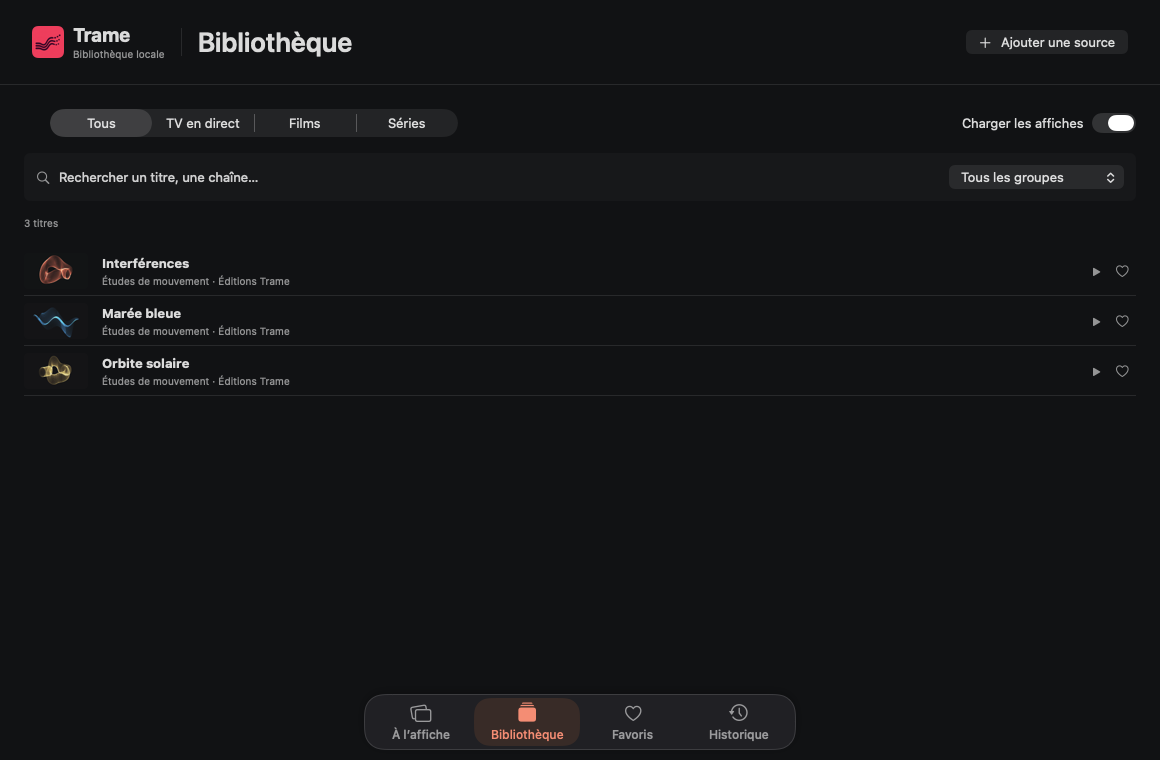 Trame
Bibliothèque locale
Bibliothèque
Ajouter une source
Tous
TV en direct
Films
Séries
Charger les affiches
Rechercher un titre, une chaîne…
Tous les groupes
3 titres
Interférences
Études de mouvement · Éditions Trame
Marée bleue
Études de mouvement · Éditions Trame
Orbite solaire
Études de mouvement · Éditions Trame
À l’affiche
Bibliothèque
Favoris
Historique